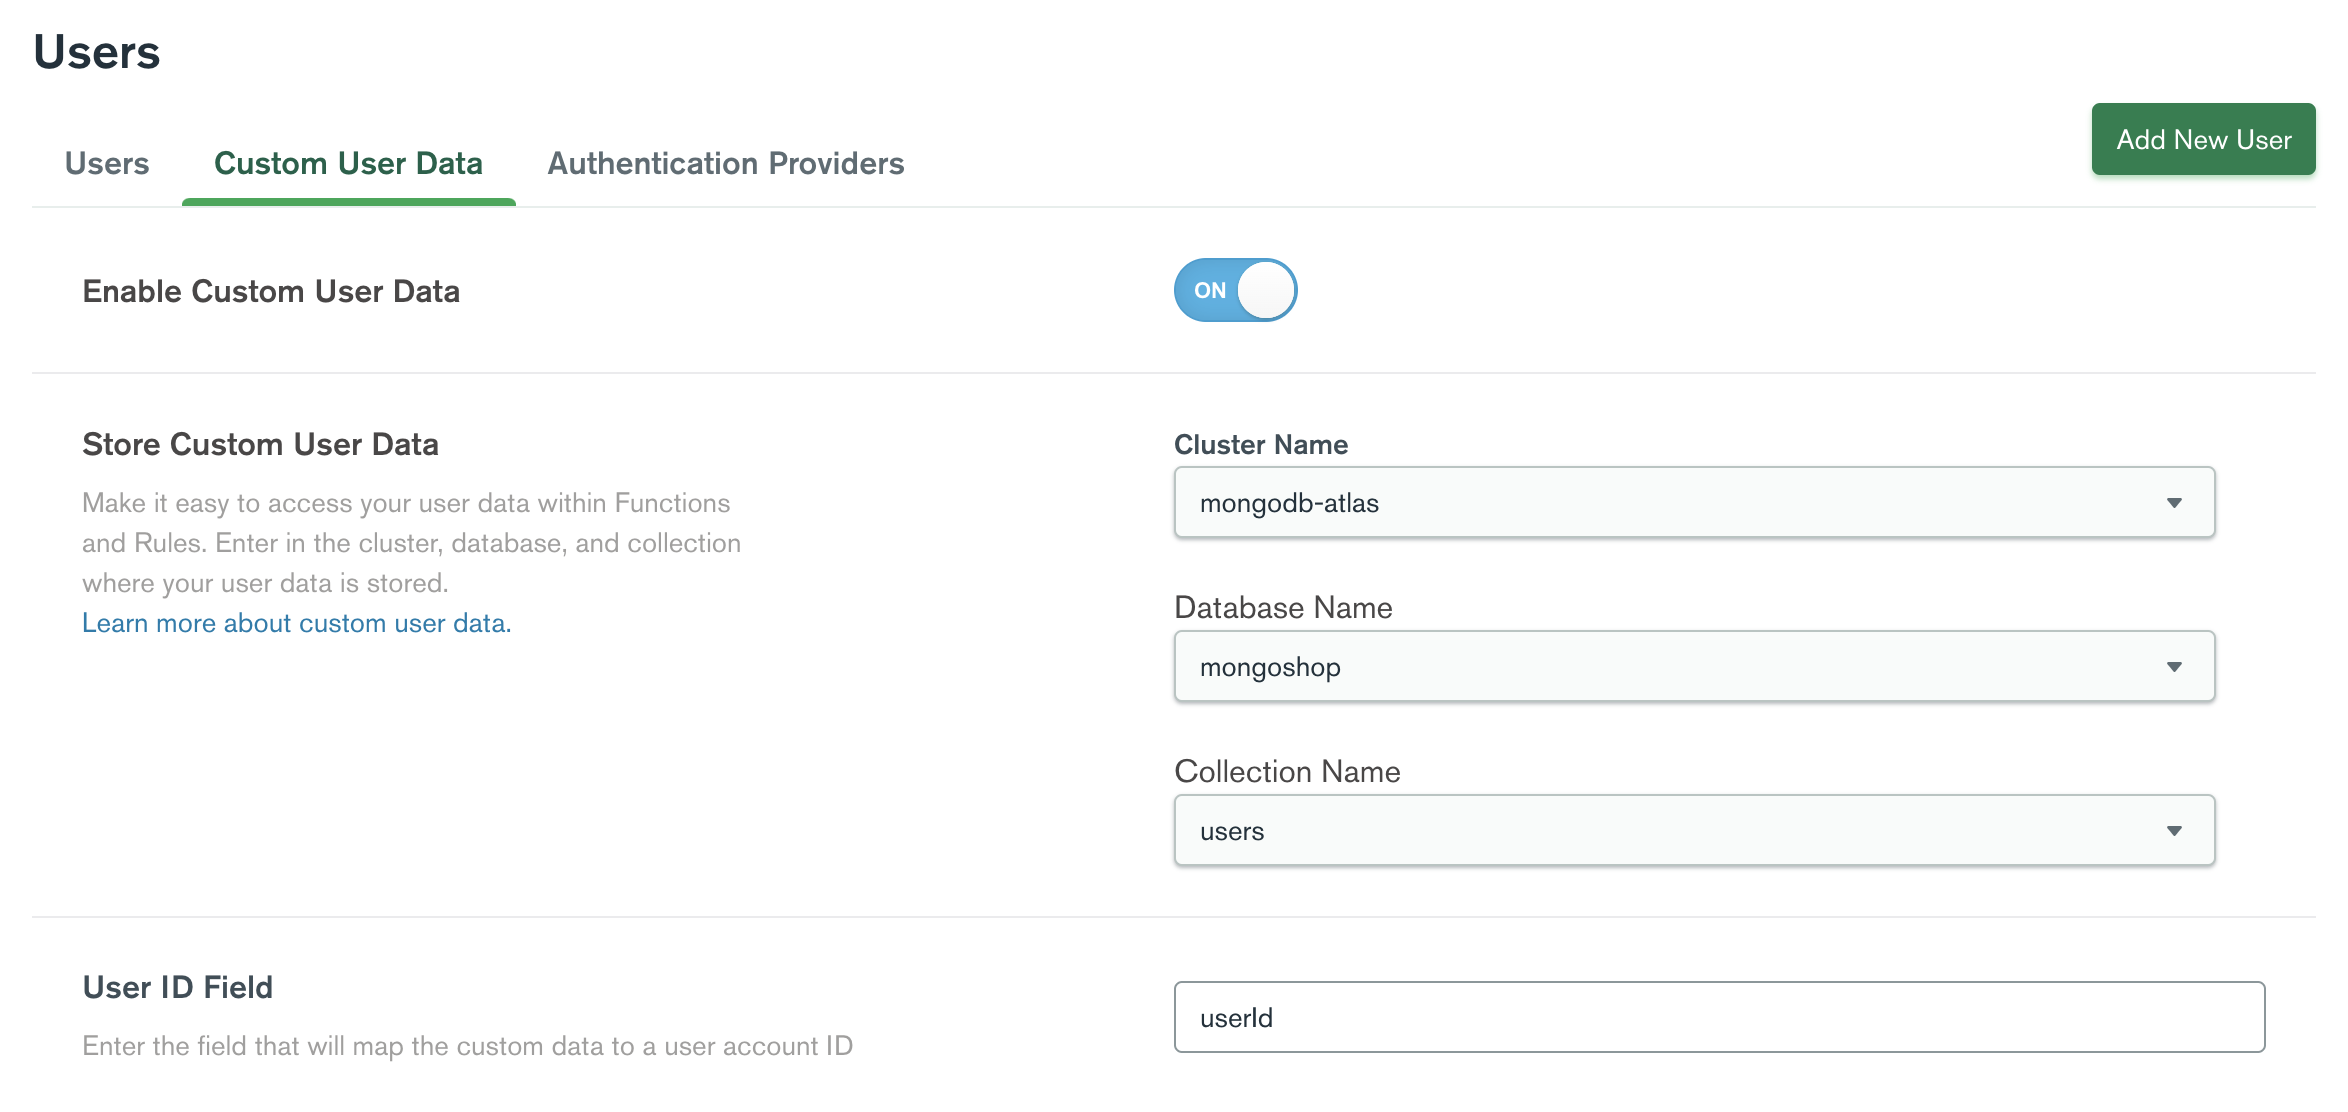 Users
Users
Custom User Data
Authentication Providers
Add New User
Enable Custom User Data
ON
Store Custom User Data
Make it easy to access your user data within Functions
and Rules. Enter in the cluster, database, and collection
where your user data is stored.
Learn more about custom user data.
Cluster Name
mongodb-atlas
Database Name
mongoshop
Collection Name
users
User ID Field
Enter the field that will map the custom data to a user account ID
userId